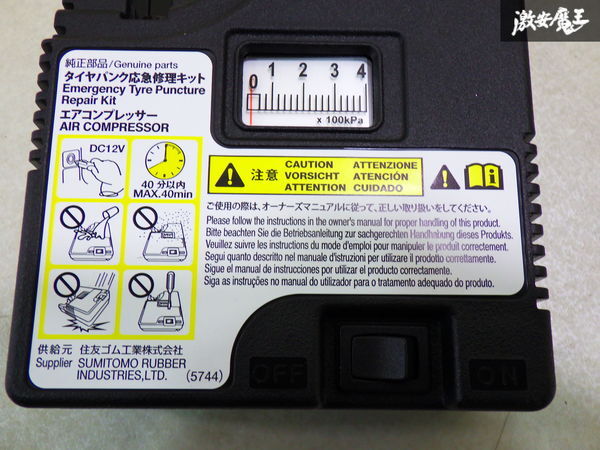 激安魔王
純正部品/Genuine parts
タイヤパンク応急修理キット
Emergency Tyre Puncture
Repair Kit
エアコンプレッサー
AIR COMPRESSOR
DC12V
40分以内
MAX.40min
0 1 2 3 4
x 100kPa
注意
CAUTION ATTENZIONE
VORSICHT ATENCIÓN
ATTENTION CUIDADO
ご使用の際は、オーナーズマニュアルに従って、正しい取り扱いをしてください。
Please follow the instructions in the owner's manual for proper handling of this product.
Bitte beachten Sie die Betriebsanleitung zur sachgerechten Handhabung dieses Produkts.
Veuillez suivre les instructions du mode d'emploi pour manipuler le produit correctement.
Segui quanto descritto nel manuale d'istruzioni per utilizzare il prodotto correttamente.
Sigue el manual de instrucciones por utilizar el producto correctamente.
Siga as instruções no manual do utilizador para o tratamento adequado do produto.
供給元 住友ゴム工業株式会社
Supplier SUMITOMO RUBBER
INDUSTRIES,LTD. (5744)
OFF ON